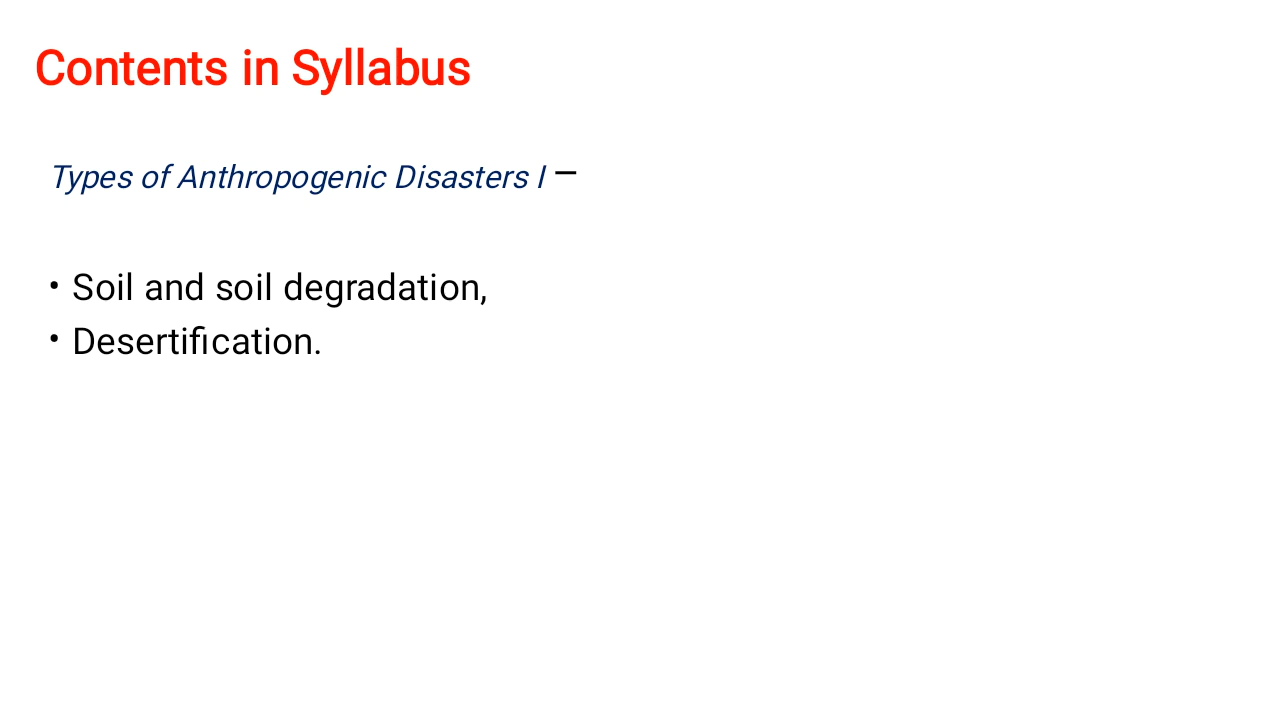 Contents in Syllabus
Types of Anthropogenic Disasters I –
• Soil and soil degradation,
• Desertification.